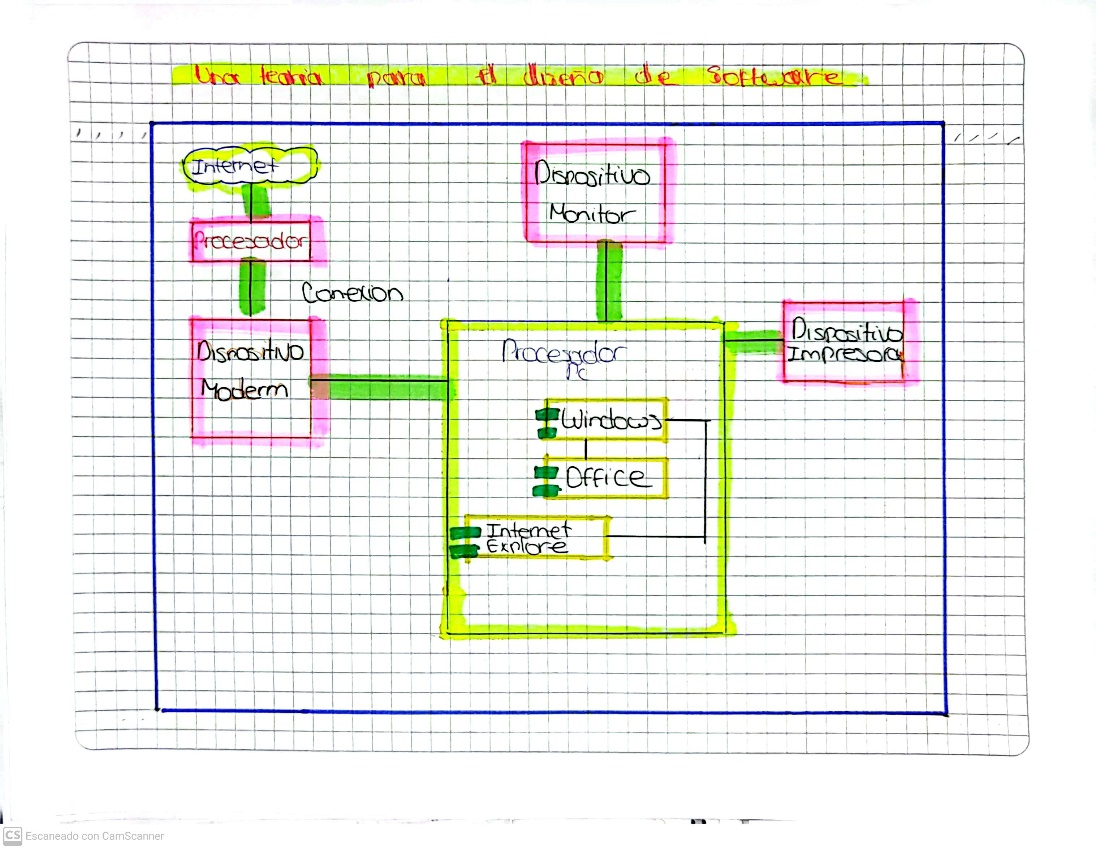 Una teoria para el diseño de Software
Internet
Procesador
Conexion
Dispositivo
Moderm
Dispositivo
Monitor
Procesador
Pc
Windows
Office
Internet
Explore
Dispositivo
Impresora
CS Escaneado con CamScanner